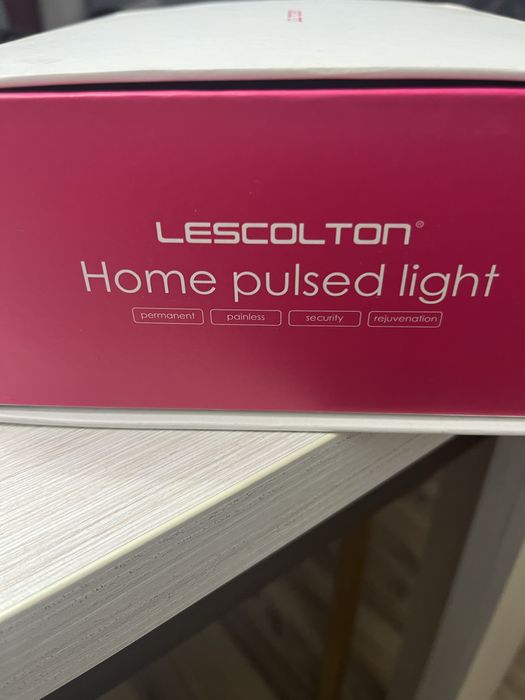 LESCOLTON®
Home pulsed light
permanent painless security rejuvenation